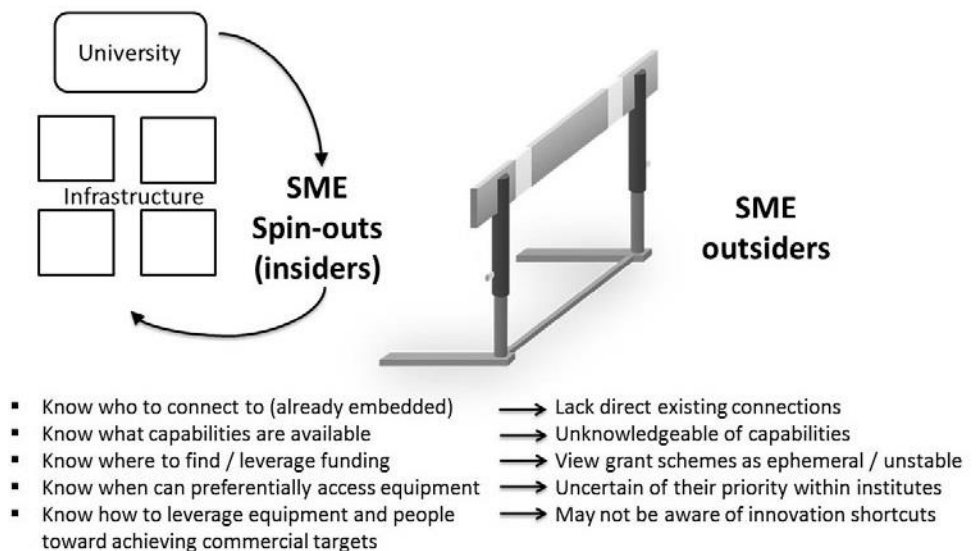 University
Infrastructure
SME
Spin-outs
(insiders)
SME
outsiders
▪ Know who to connect to (already embedded)
▪ Know what capabilities are available
▪ Know where to find / leverage funding
▪ Know when can preferentially access equipment
▪ Know how to leverage equipment and people
toward achieving commercial targets
Lack direct existing connections
Unknowledgeable of capabilities
View grant schemes as ephemeral / unstable
Uncertain of their priority within institutes
May not be aware of innovation shortcuts